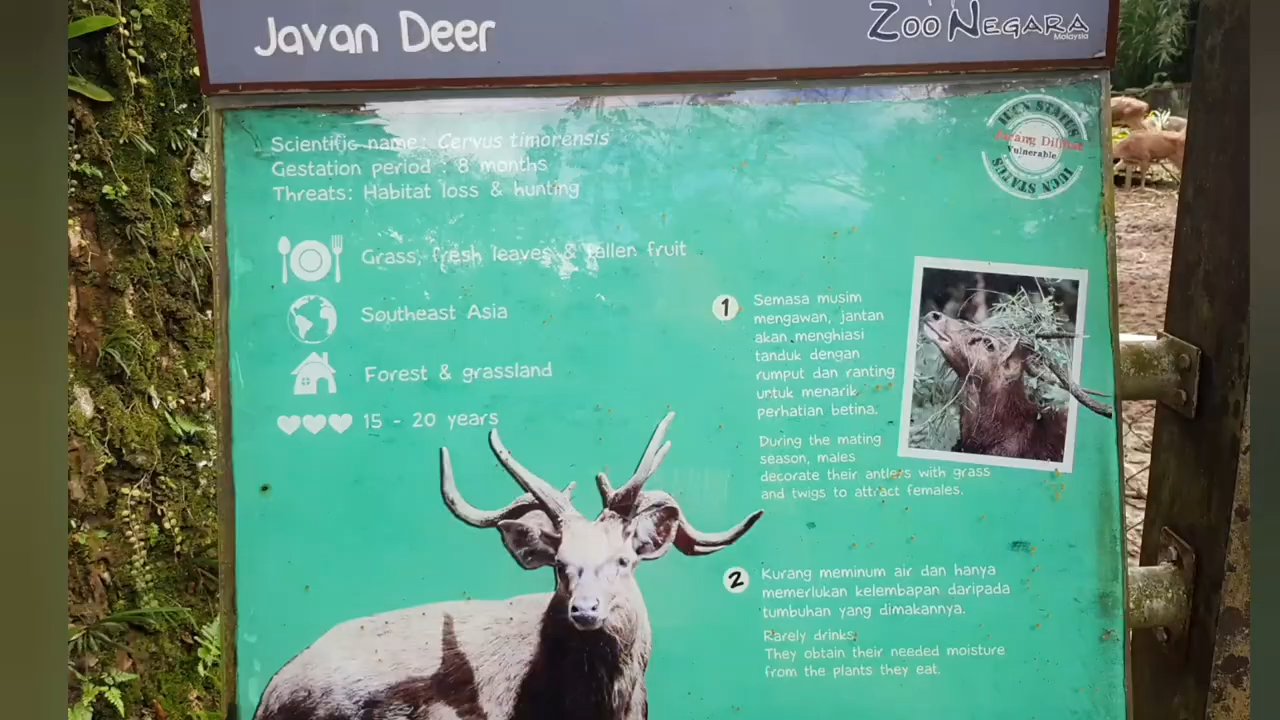 Javan Deer
Zoo Negara
Malaysia
Scientific name: Cervus timorensis
Gestation period : 8 months
Threats: Habitat loss & hunting
IUCN STATUS
Vulnerable
IUCN STATUS
Grass, fresh leaves & fallen fruit
Southeast Asia
Forest & grassland
15 - 20 years
1
Semasa musim
mengawan, jantan
akan menghiasi
tanduk dengan
rumput dan ranting
untuk menarik
perhatian betina.
During the mating
season, males
decorate their antlers with grass
and twigs to attract females.
2
Kurang meminum air dan hanya
memerlukan kelembapan daripada
tumbuhan yang dimakannya.
Rarely drinks.
They obtain their needed moisture
from the plants they eat.